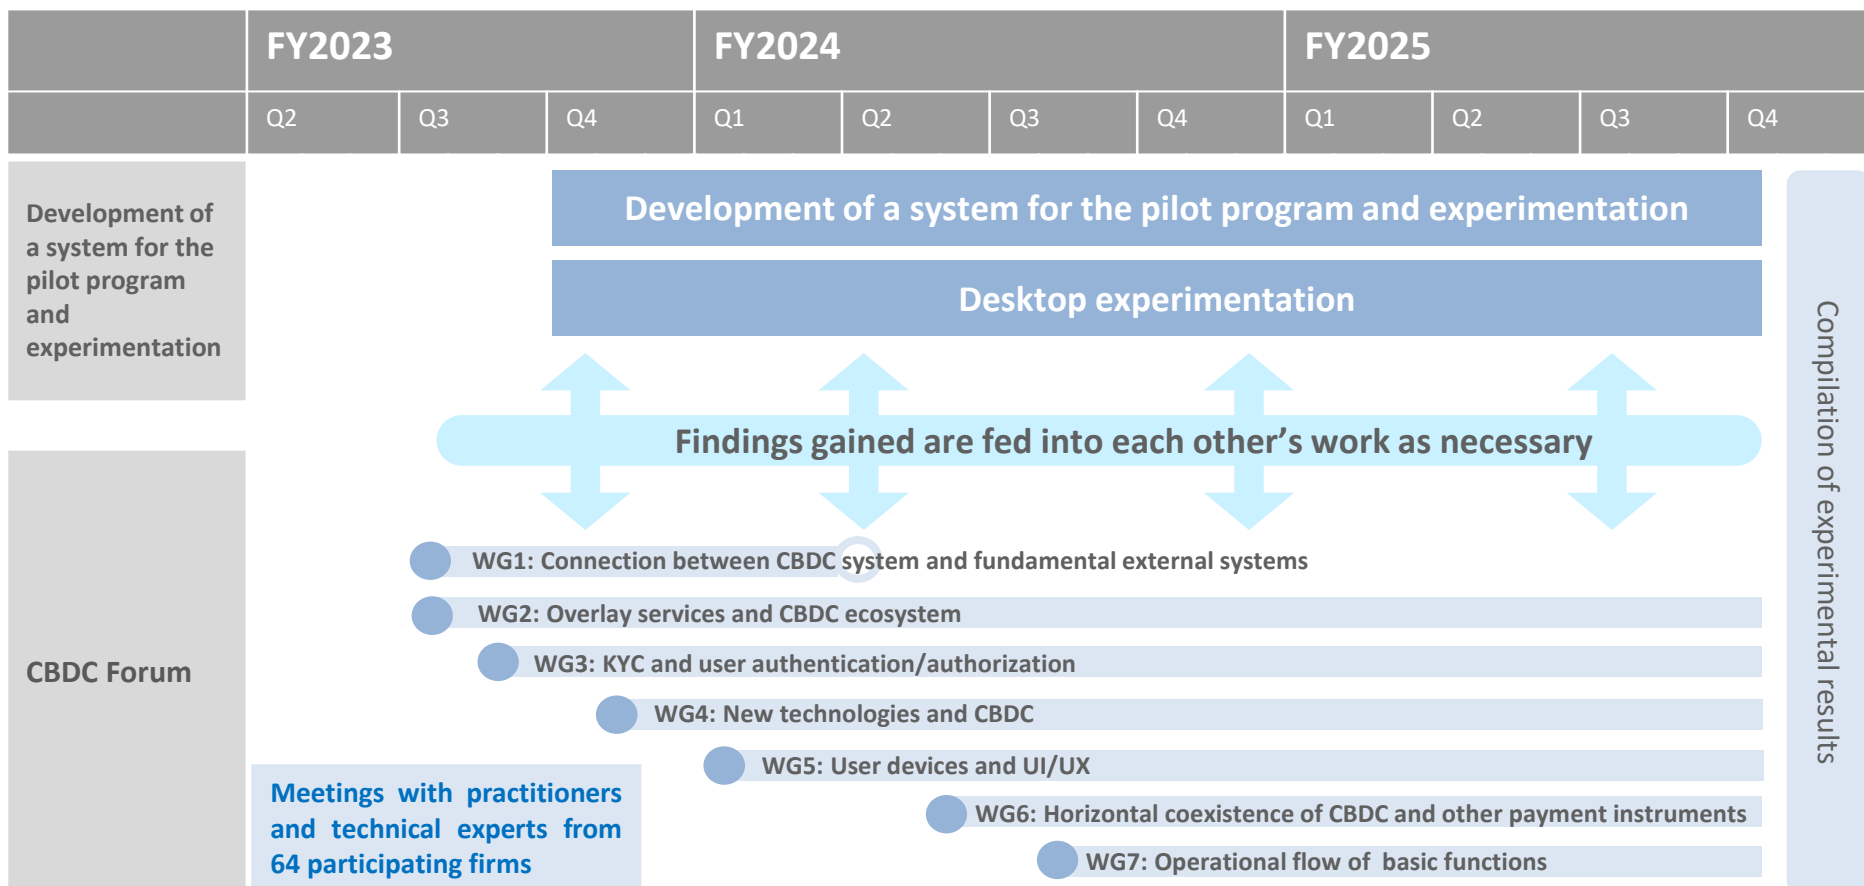 FY2023
FY2024
FY2025
Q2
Q3
Q4
Q1
Q2
Q3
Q4
Q1
Q2
Q3
Q4
Development of
a system for the
pilot program
and
experimentation
Development of a system for the pilot program and experimentation
Desktop experimentation
Findings gained are fed into each other’s work as necessary
Compilation of experimental results
CBDC Forum
WG1: Connection between CBDC system and fundamental external systems
WG2: Overlay services and CBDC ecosystem
WG3: KYC and user authentication/authorization
WG4: New technologies and CBDC
WG5: User devices and UI/UX
WG6: Horizontal coexistence of CBDC and other payment instruments
WG7: Operational flow of basic functions
Meetings with practitioners
and technical experts from
64 participating firms